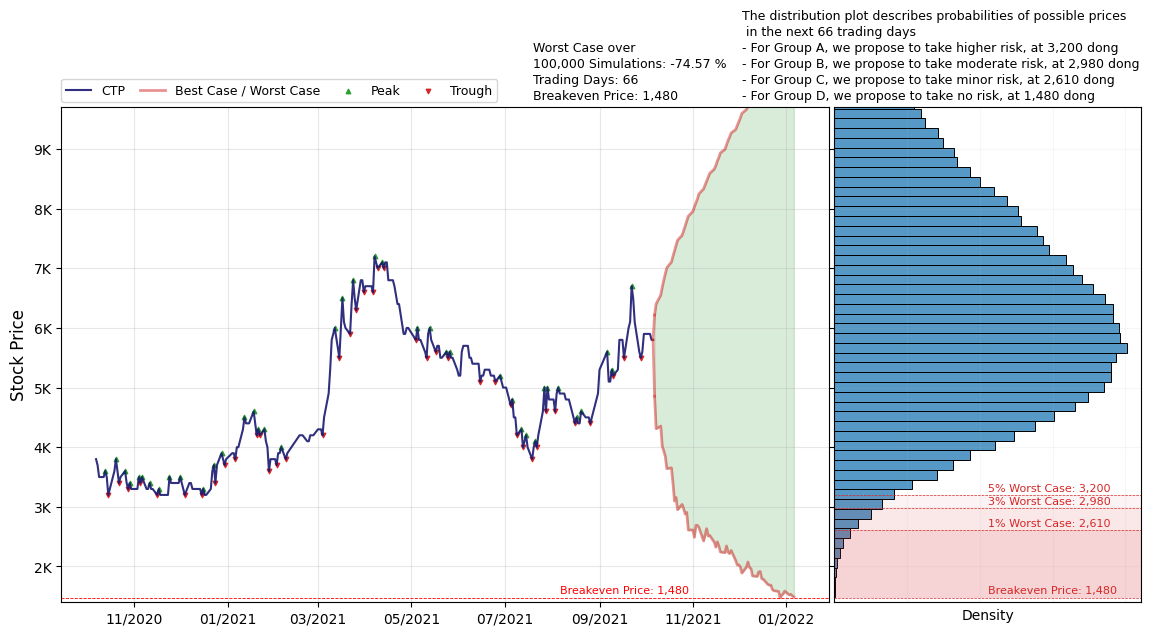 The distribution plot describes probabilities of possible prices
in the next 66 trading days
- For Group A, we propose to take higher risk, at 3,200 dong
- For Group B, we propose to take moderate risk, at 2,980 dong
- For Group C, we propose to take minor risk, at 2,610 dong
- For Group D, we propose to take no risk, at 1,480 dong
Worst Case over
100,000 Simulations: -74.57 %
Trading Days: 66
Breakeven Price: 1,480
CTP
Best Case / Worst Case
Peak
Trough
Stock Price
9K
8K
7K
6K
5K
4K
3K
2K
Breakeven Price: 1,480
11/2020
01/2021
03/2021
05/2021
07/2021
09/2021
11/2021
01/2022
5% Worst Case: 3,200
3% Worst Case: 2,980
1% Worst Case: 2,610
Breakeven Price: 1,480
Density